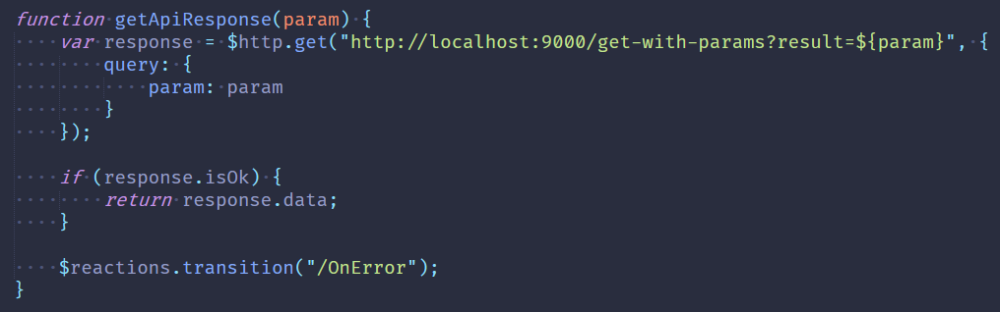 function getApiResponse(param) {
    var response = $http.get("http://localhost:9000/get-with-params?result=${param}", {
        query: {
            param: param
        }
    });

    if (response.isOk) {
        return response.data;
    }

    $reactions.transition("/OnError");
}